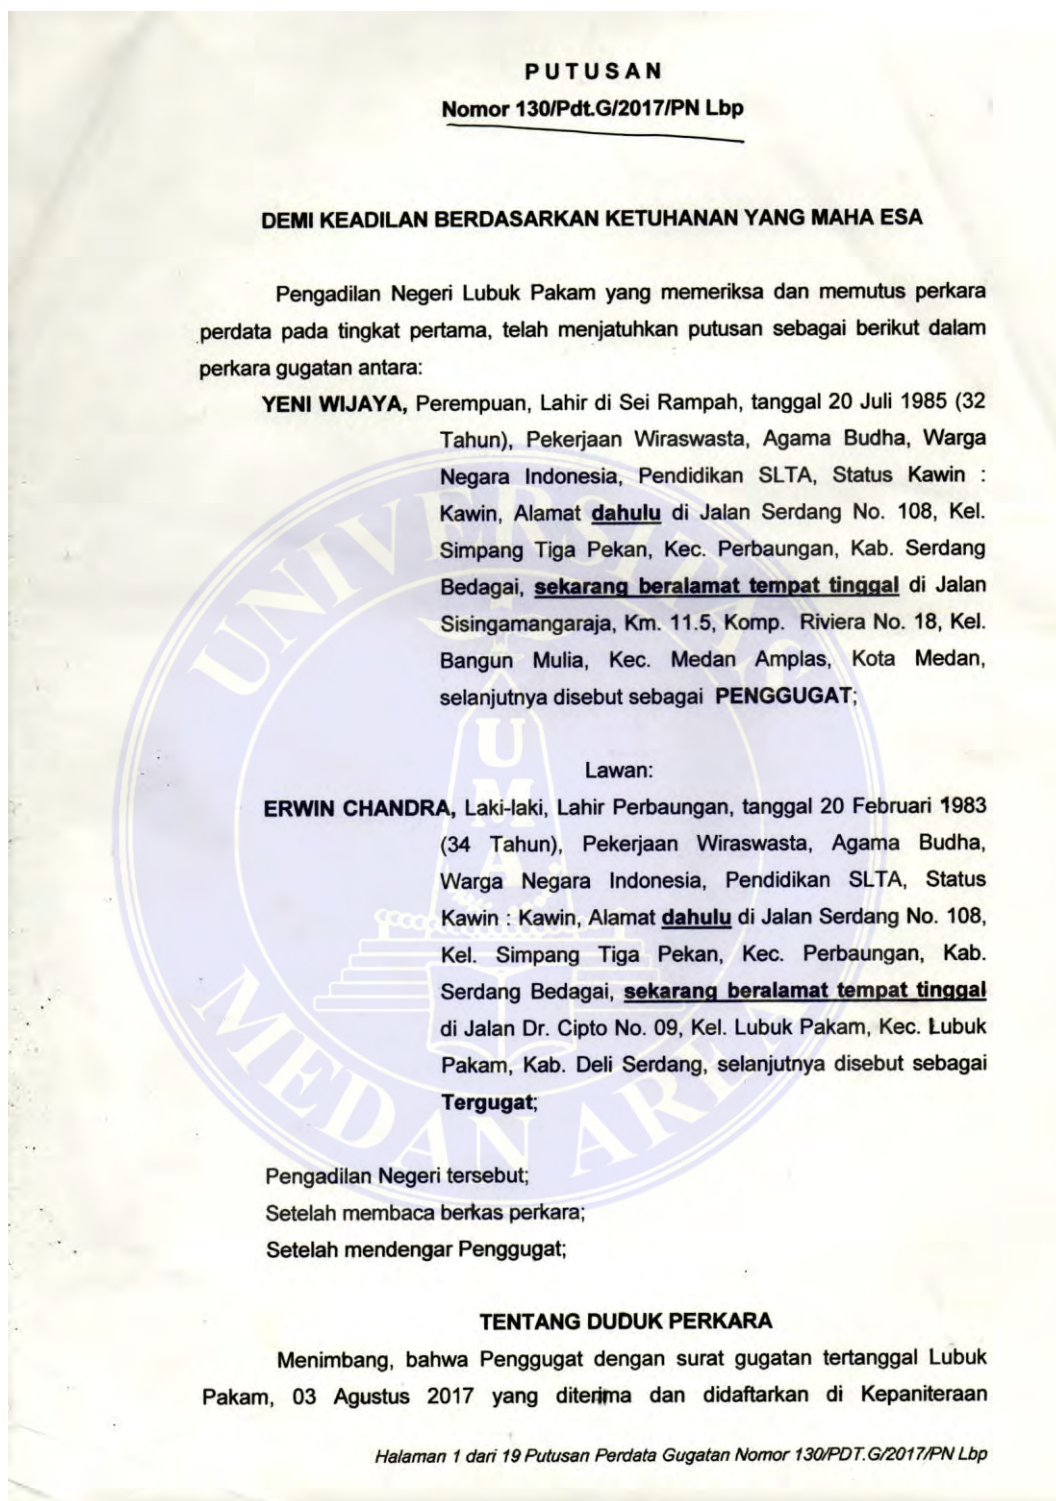 P U T U S A N
Nomor 130/Pdt.G/2017/PN Lbp
DEMI KEADILAN BERDASARKAN KETUHANAN YANG MAHA ESA
Pengadilan Negeri Lubuk Pakam yang memeriksa dan memutus perkara
perdata pada tingkat pertama, telah menjatuhkan putusan sebagai berikut dalam
perkara gugatan antara:
YENI WIJAYA, Perempuan, Lahir di Sei Rampah, tanggal 20 Juli 1985 (32
Tahun), Pekerjaan Wiraswasta, Agama Budha, Warga
Negara Indonesia, Pendidikan SLTA, Status Kawin :
Kawin, Alamat dahulu di Jalan Serdang No. 108, Kel.
Simpang Tiga Pekan, Kec. Perbaungan, Kab. Serdang
Bedagai, sekarang beralamat tempat tinggal di Jalan
Sisingamangaraja, Km. 11.5, Komp. Riviera No. 18, Kel.
Bangun Mulia, Kec. Medan Amplas, Kota Medan,
selanjutnya disebut sebagai PENGGUGAT;
Lawan:
ERWIN CHANDRA, Laki-laki, Lahir Perbaungan, tanggal 20 Februari 1983
(34 Tahun), Pekerjaan Wiraswasta, Agama Budha,
Warga Negara Indonesia, Pendidikan SLTA, Status
Kawin : Kawin, Alamat dahulu di Jalan Serdang No. 108,
Kel. Simpang Tiga Pekan, Kec. Perbaungan, Kab.
Serdang Bedagai, sekarang beralamat tempat tinggal
di Jalan Dr. Cipto No. 09, Kel. Lubuk Pakam, Kec. Lubuk
Pakam, Kab. Deli Serdang, selanjutnya disebut sebagai
Tergugat;
Pengadilan Negeri tersebut;
Setelah membaca berkas perkara;
Setelah mendengar Penggugat;
TENTANG DUDUK PERKARA
Menimbang, bahwa Penggugat dengan surat gugatan tertanggal Lubuk
Pakam, 03 Agustus 2017 yang diterima dan didaftarkan di Kepaniteraan
Halaman 1 dari 19 Putusan Perdata Gugatan Nomor 130/PDT.G/2017/PN Lbp
UNIVERSITAS
UMA
MEDAN AREA